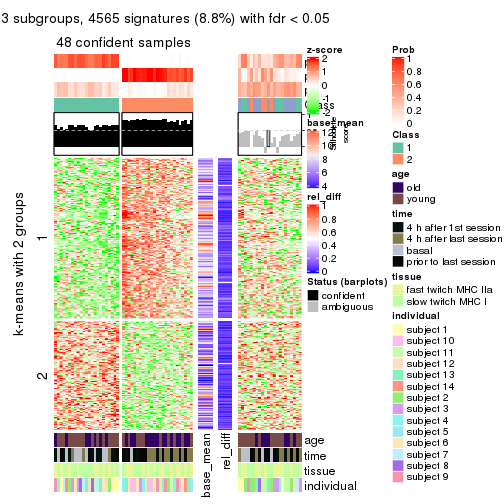 3 subgroups, 4565 signatures (8.8%) with fdr < 0.05
48 confident samples
k-means with 2 groups
1
2
Class
base_mean
rel_diff
age
time
tissue
individual
z-score
2
1
0
-1
-2
base_mean
12
10
8
6
4
rel_diff
1
0.8
0.6
0.4
0.2
0
Status (barplots)
confident
ambiguous
Prob
1
0.8
0.6
0.4
0.2
0
Class
1
2
age
old
young
time
4 h after 1st session
4 h after last session
basal
prior to last session
tissue
fast twitch MHC IIa
slow twitch MHC I
individual
subject 1
subject 10
subject 11
subject 12
subject 13
subject 14
subject 2
subject 3
subject 4
subject 5
subject 6
subject 7
subject 8
subject 9